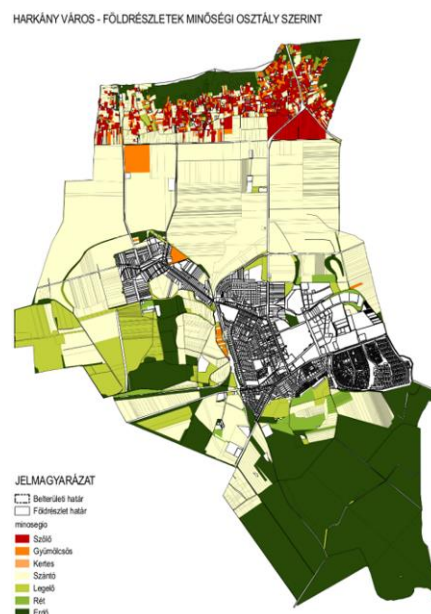 HARKÁNY VÁROS - FÖLDRÉSZLETEK MINŐSÉGI OSZTÁLY SZERINT
JELMAGYARÁZAT
Belterületi határ
Földrészlet határ
minosegio
Szőlő
Gyümölcsös
Kertes
Szántó
Legelő
Rét
Erdő